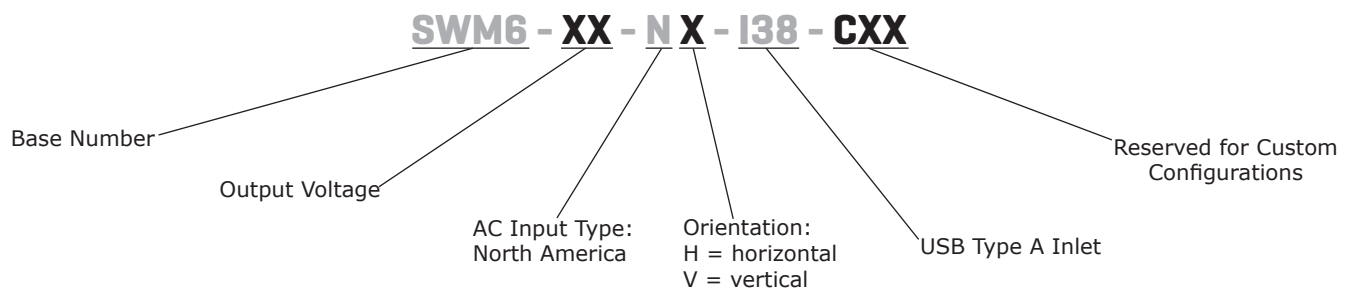 SWM6 - XX - N X - I38 - CXX
Base Number
Output Voltage
AC Input Type:
North America
Orientation:
H = horizontal
V = vertical
USB Type A Inlet
Reserved for Custom
Configurations